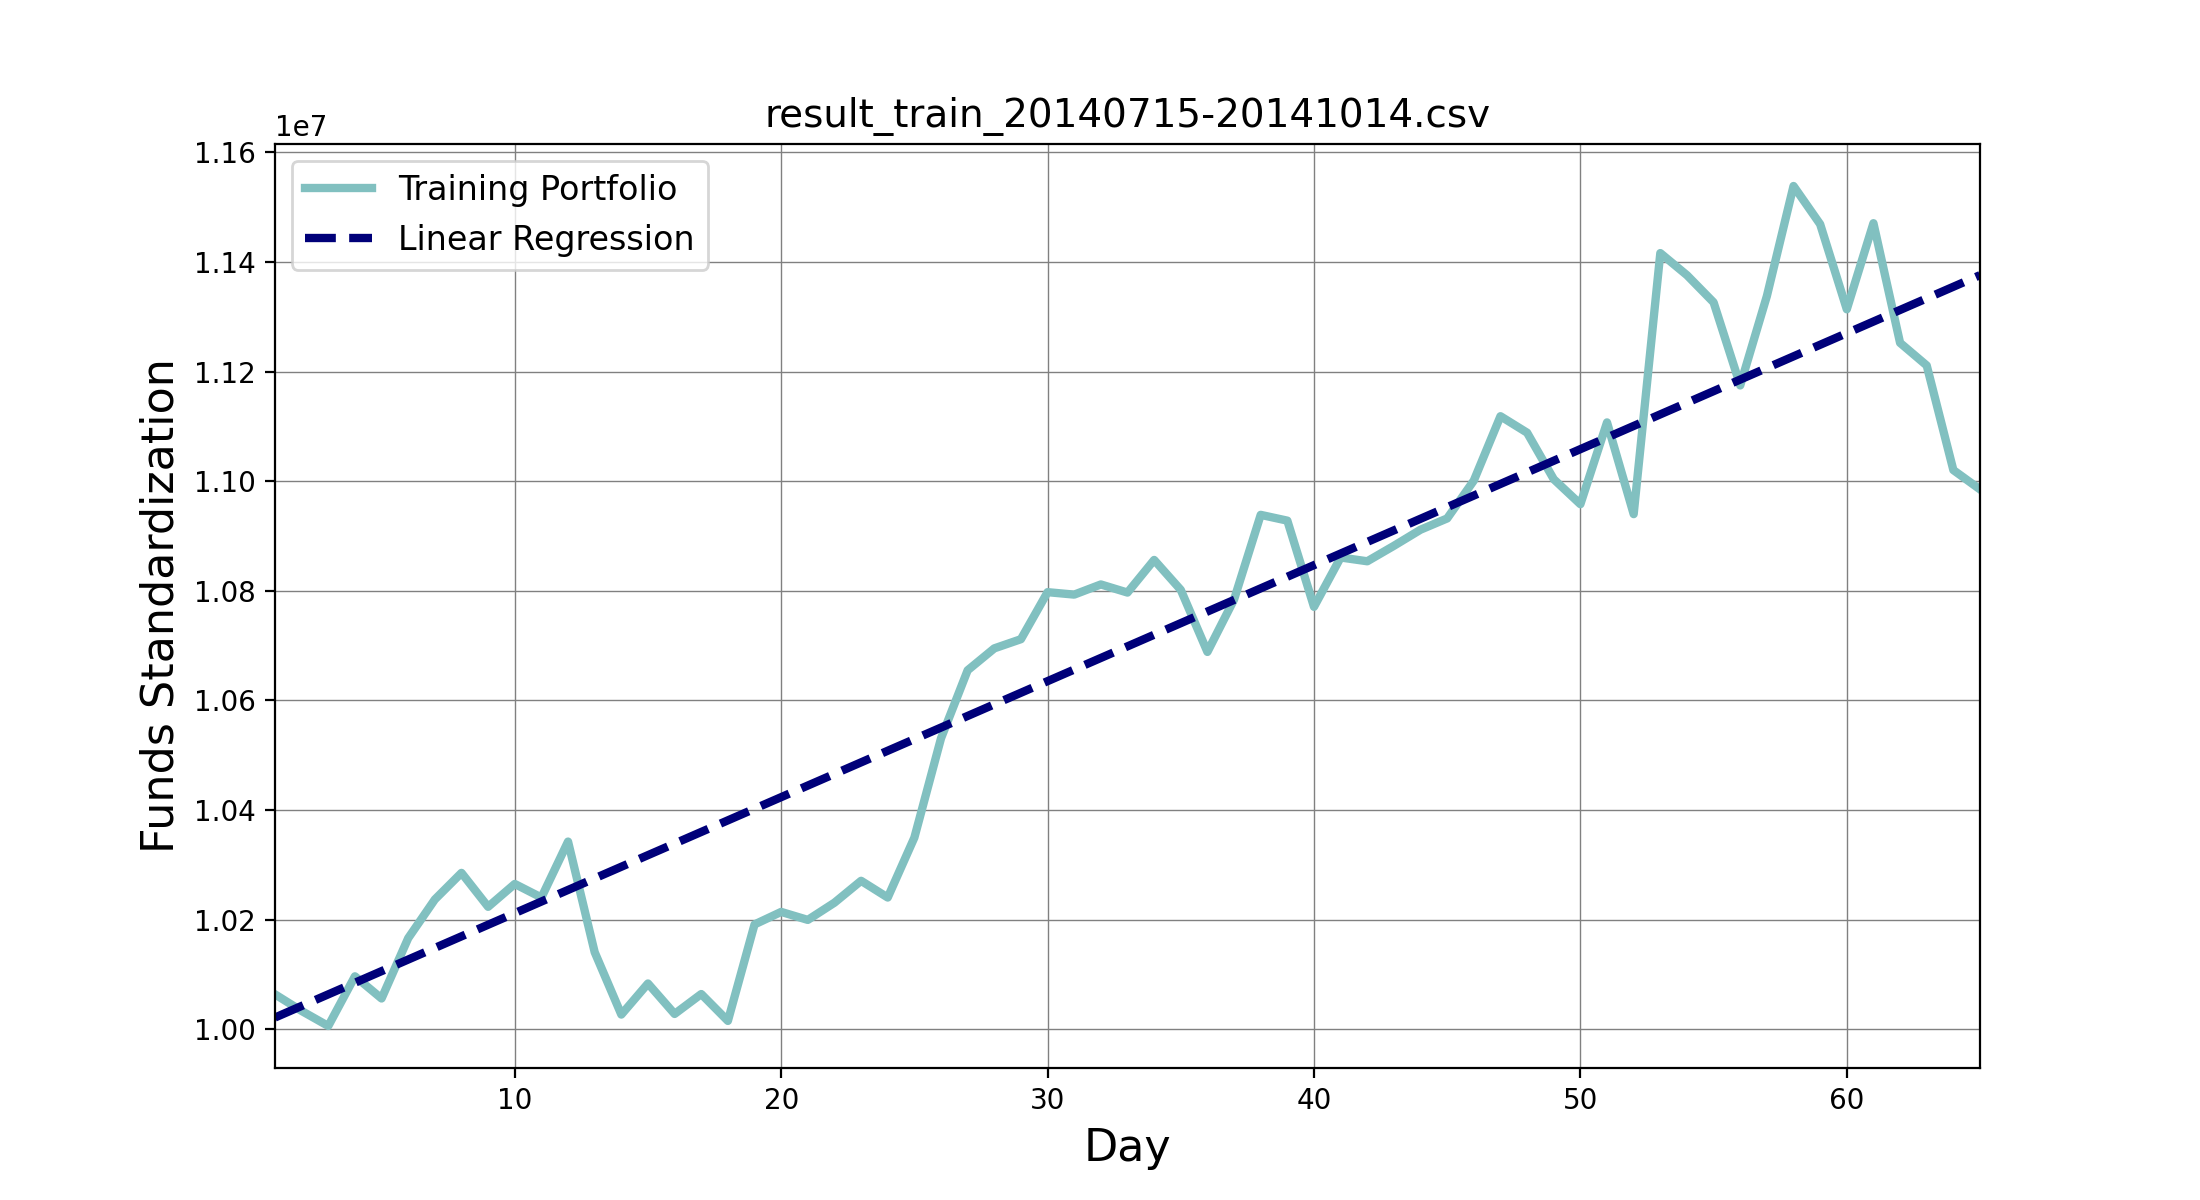 result_train_20140715-20141014.csv
1e7
Training Portfolio
Linear Regression
1.16
1.14
1.12
1.10
1.08
1.06
1.04
1.02
1.00
Funds Standardization
10 20 30 40 50 60
Day